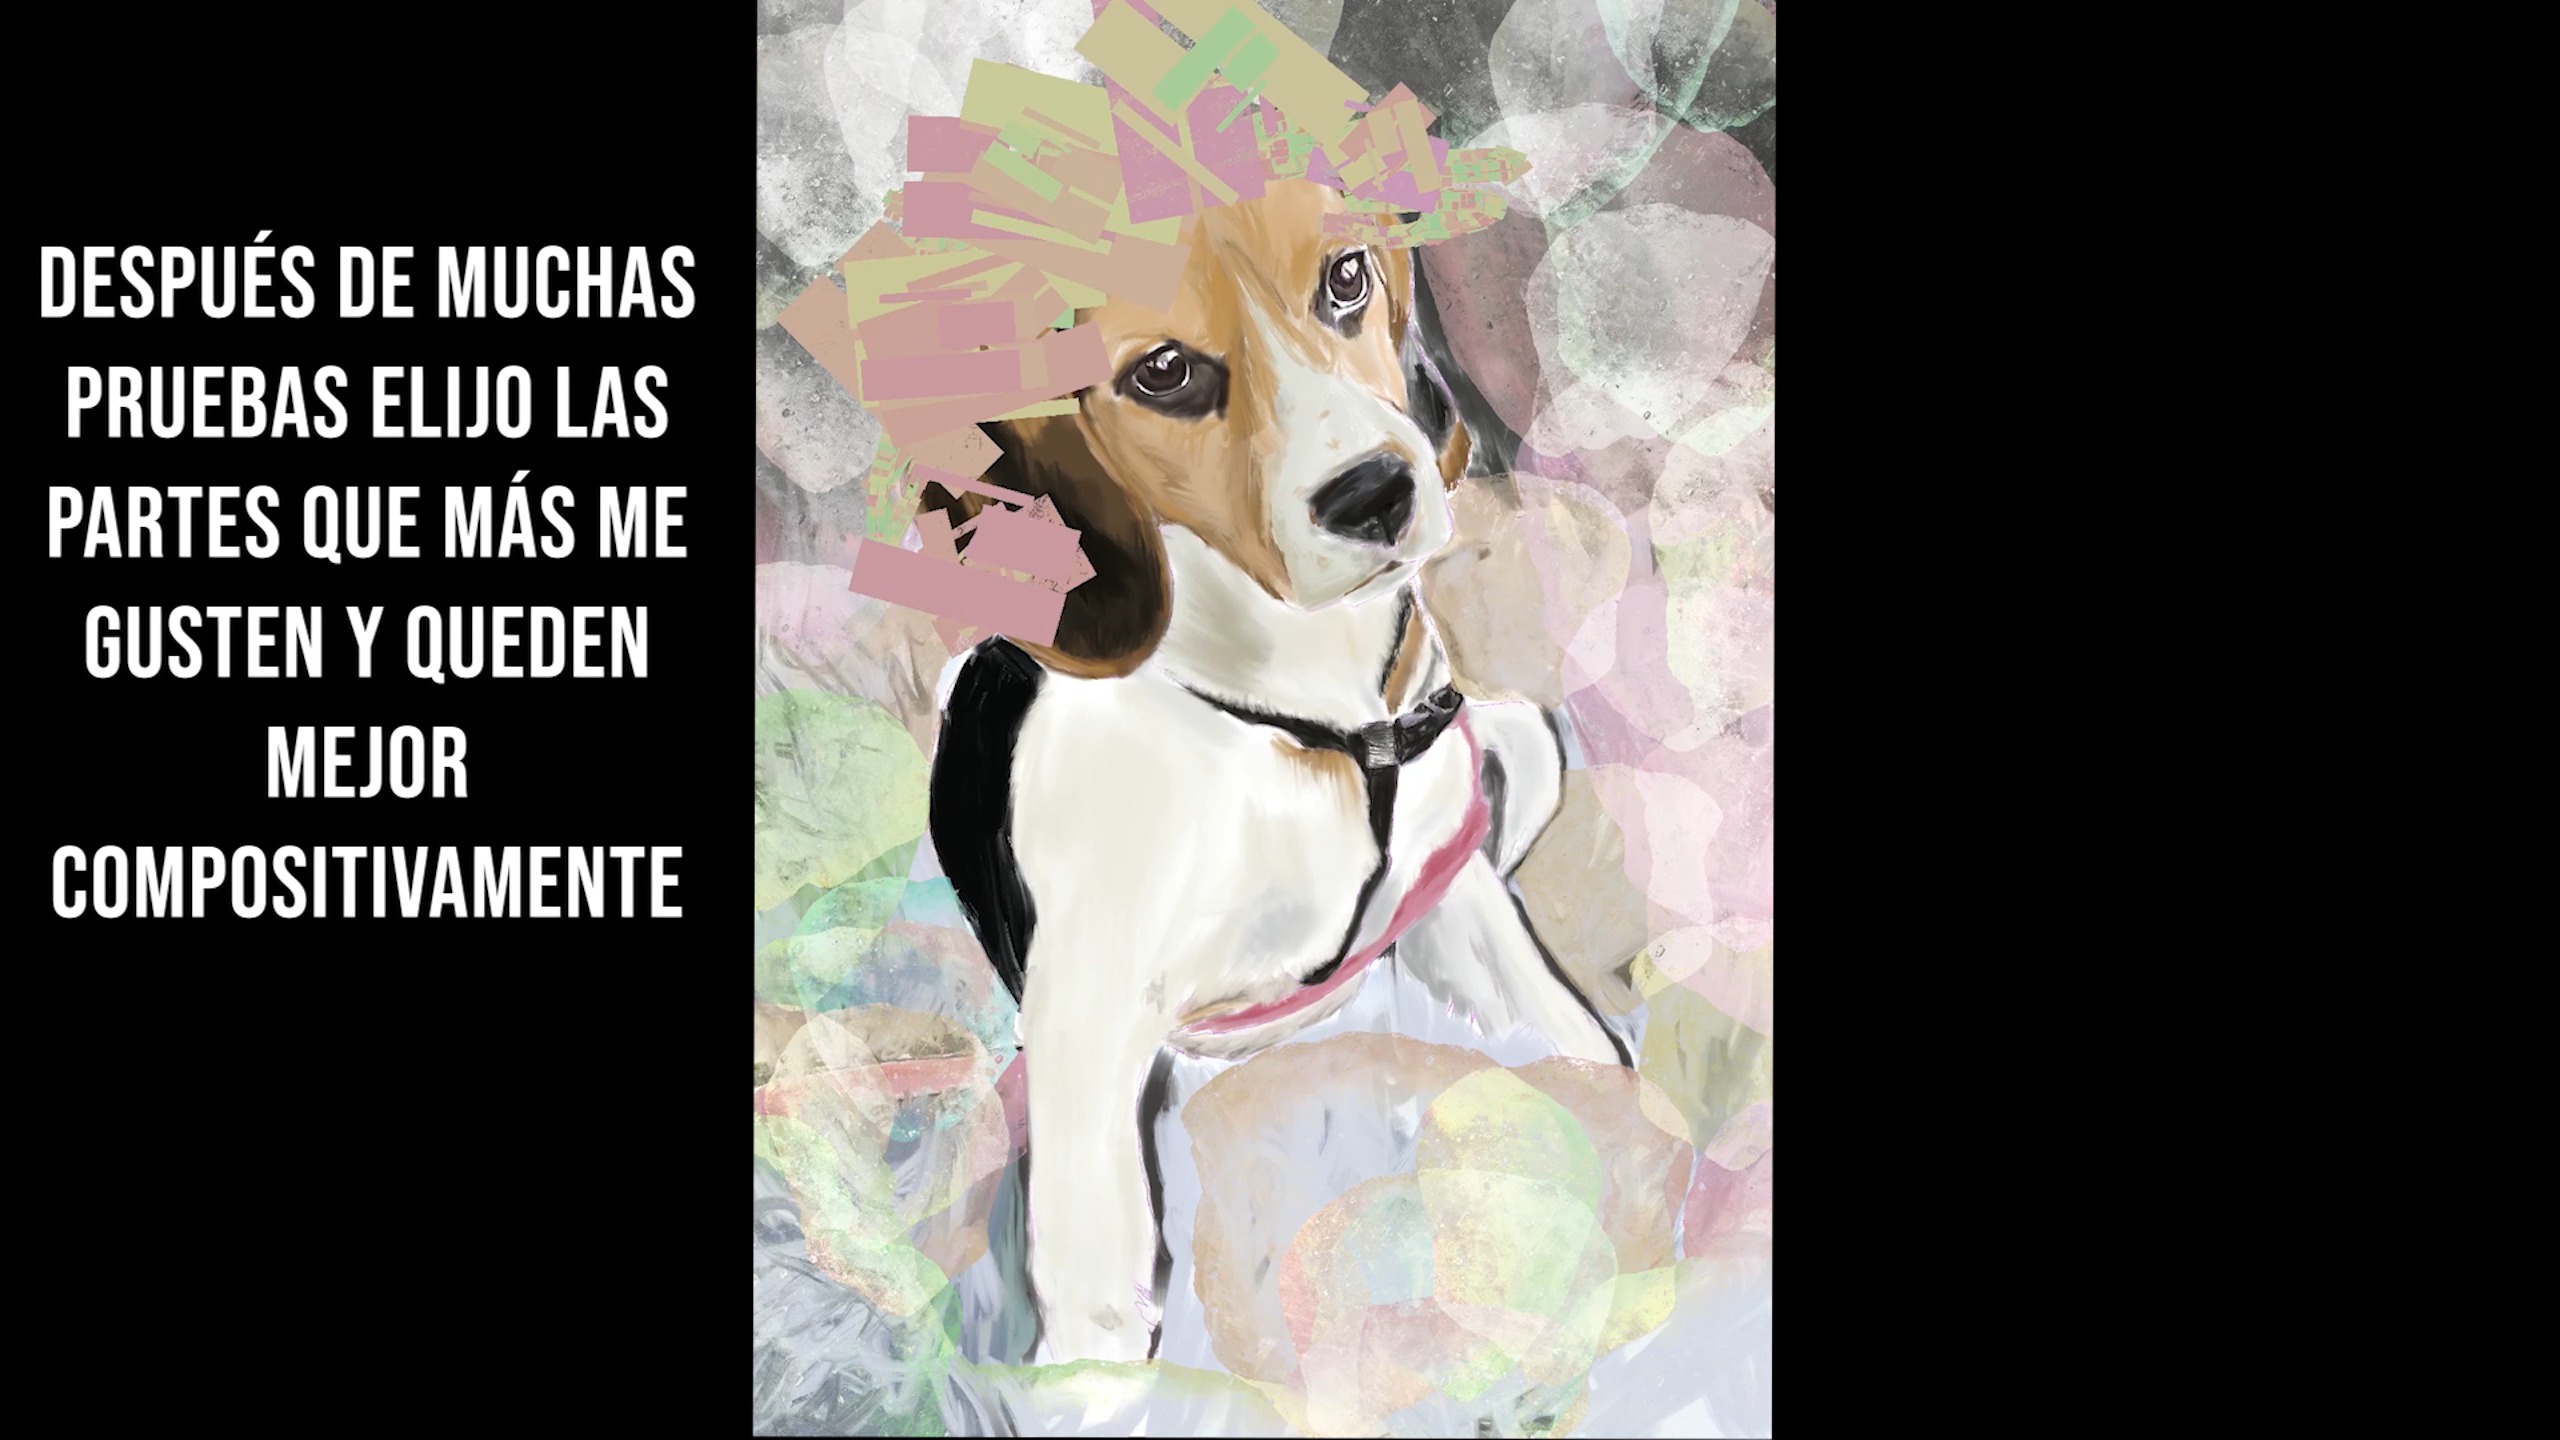 DESPUÉS DE MUCHAS
PRUEBAS ELIJO LAS
PARTES QUE MÁS ME
GUSTEN Y QUEDEN
MEJOR
COMPOSITIVAMENTE